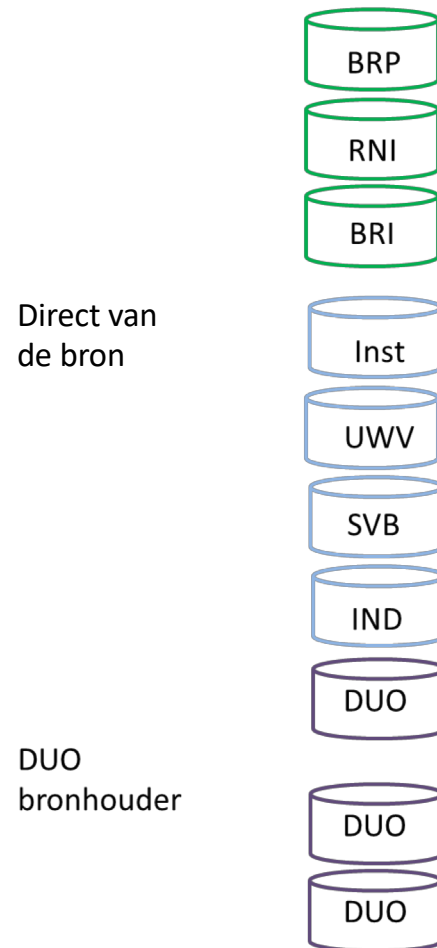 BRP
RNI
BRI
Direct van
de bron
Inst
UWV
SVB
IND
DUO
DUO
bronhouder
DUO
DUO